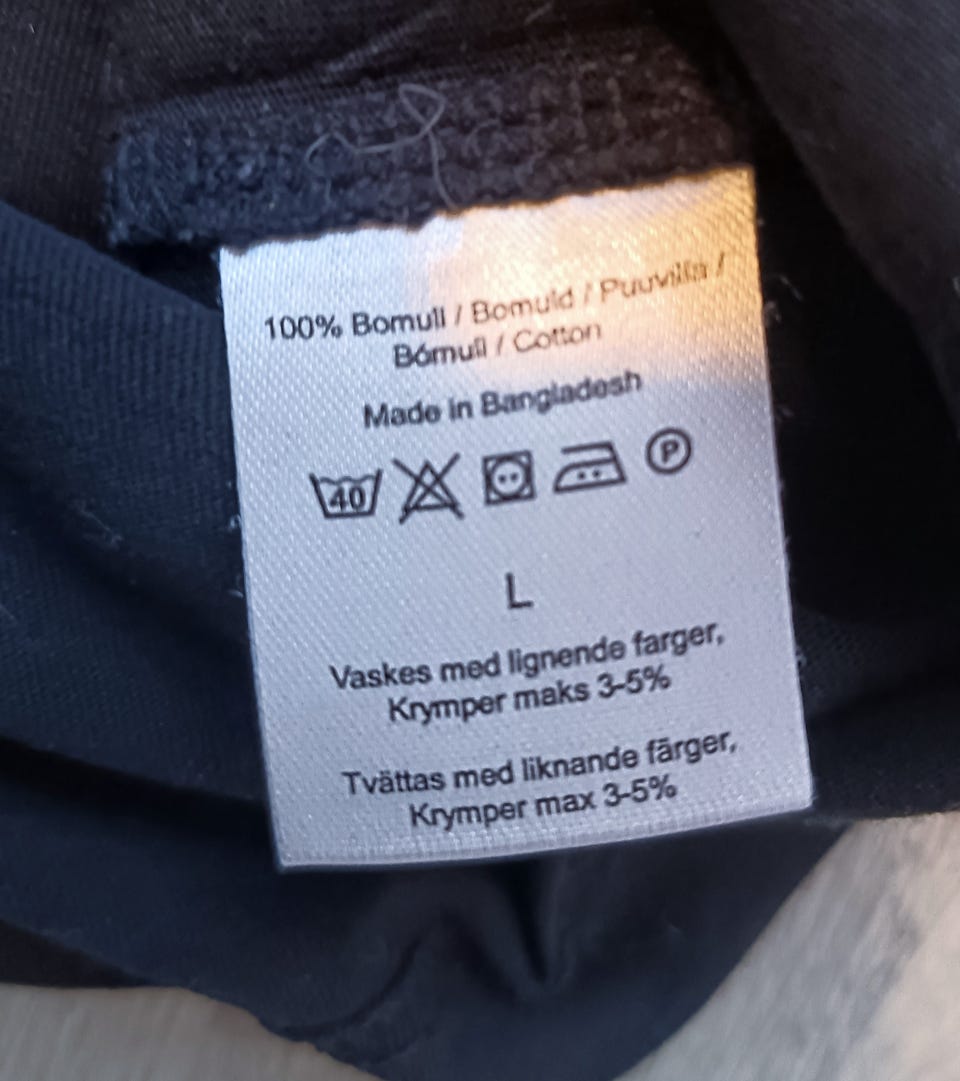 100% Bomull / Bomuld / Puuvilla /
Bómull / Cotton
Made in Bangladesh
40 P
L
Vaskes med lignende farger,
Krymper maks 3-5%
Tvättas med liknande färger,
Krymper max 3-5%